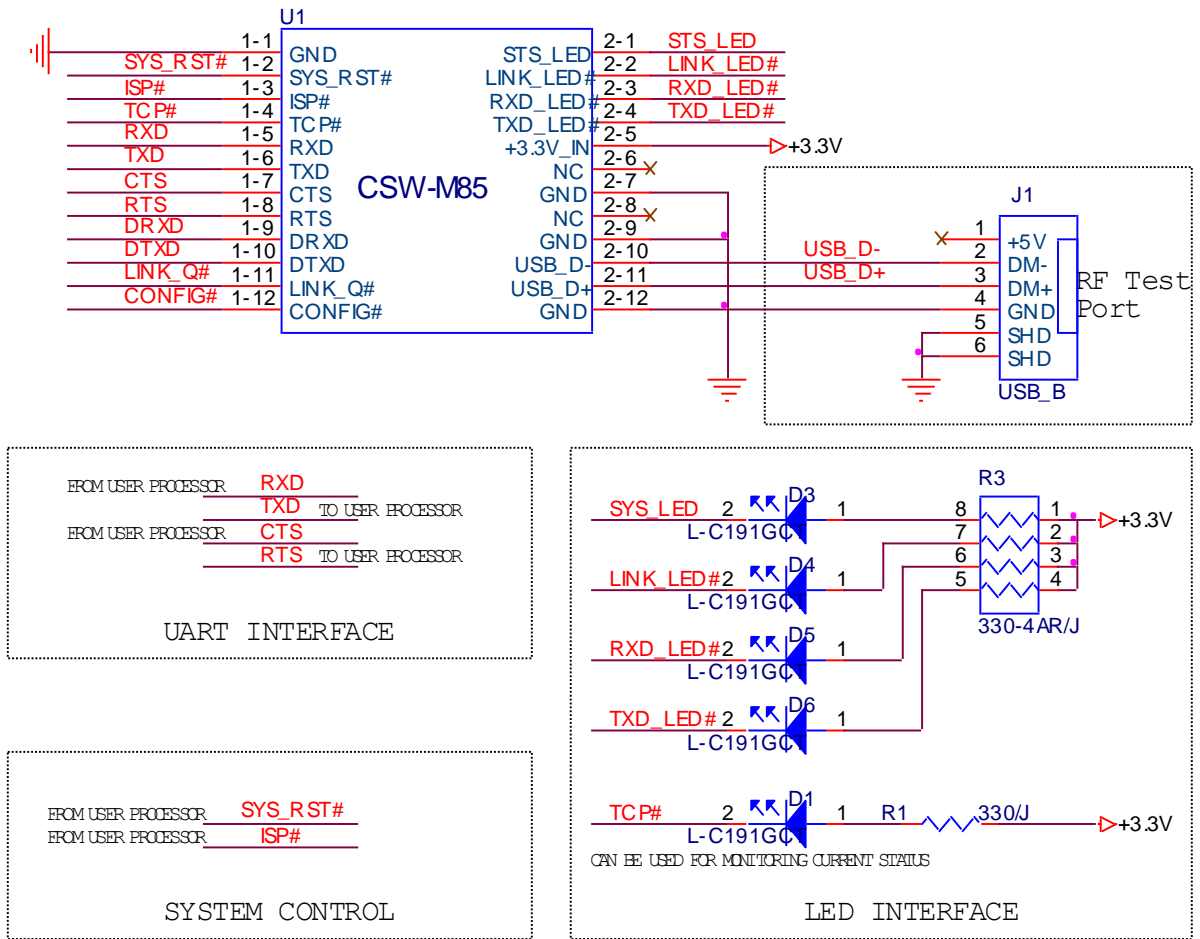 U1
1-1 GND
SYS_RST# 1-2 SYS_RST#
ISP# 1-3 ISP#
TCP# 1-4 TCP#
RXD 1-5 RXD
TXD 1-6 TXD
CTS 1-7 CTS
RTS 1-8 RTS
DRXD 1-9 DRXD
DTXD 1-10 DTXD
LINK_Q# 1-11 LINK_Q#
CONFIG# 1-12 CONFIG#
CSW-M85
STS_LED 2-1 STS_LED
LINK_LED# 2-2 LINK_LED#
RXD_LED# 2-3 RXD_LED#
TXD_LED# 2-4 TXD_LED#
+3.3V_IN 2-5 +3.3V
NC 2-6
GND 2-7
NC 2-8
GND 2-9
USB_D- 2-10 USB_D-
USB_D+ 2-11 USB_D+
GND 2-12
J1
1 +5V
2 DM-
3 DM+
4 GND
5 SHD
6 SHD
USB_B
RF Test
Port
FROM USER PROCESSOR RXD
TXD TO USER PROCESSOR
FROM USER PROCESSOR CTS
RTS TO USER PROCESSOR
UART INTERFACE
FROM USER PROCESSOR SYS_RST#
FROM USER PROCESSOR ISP#
SYSTEM CONTROL
R3
SYS_LED 2 D3 1 8 1 +3.3V
L-C191GCT
7 2
6 3
LINK_LED# 2 D4 1 5 4
L-C191GCT
330-4AR/J
RXD_LED# 2 D5 1
L-C191GCT
TXD_LED# 2 D6 1
L-C191GCT
TCP# 2 D1 1 R1 330/J +3.3V
L-C191GCT
CAN BE USED FOR MONITORING CURRENT STATUS
LED INTERFACE